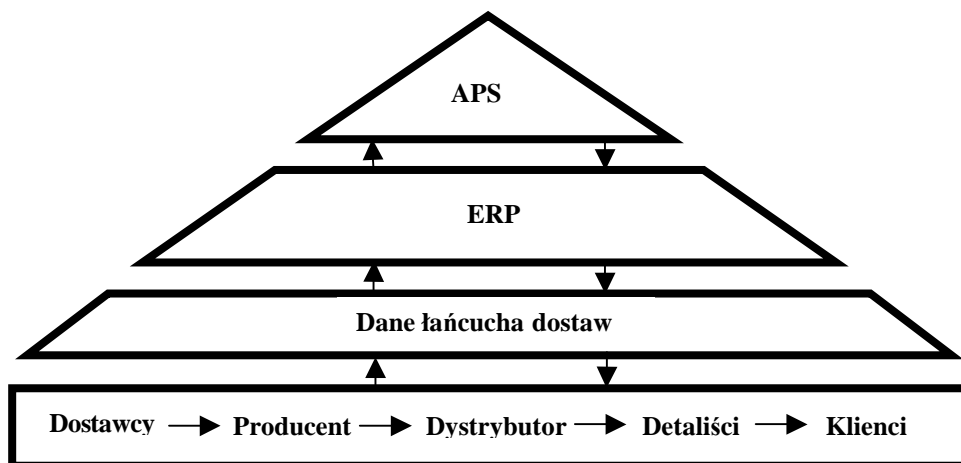 APS
ERP
Dane łańcucha dostaw
Dostawcy Producent Dystrybutor Detaliści Klienci